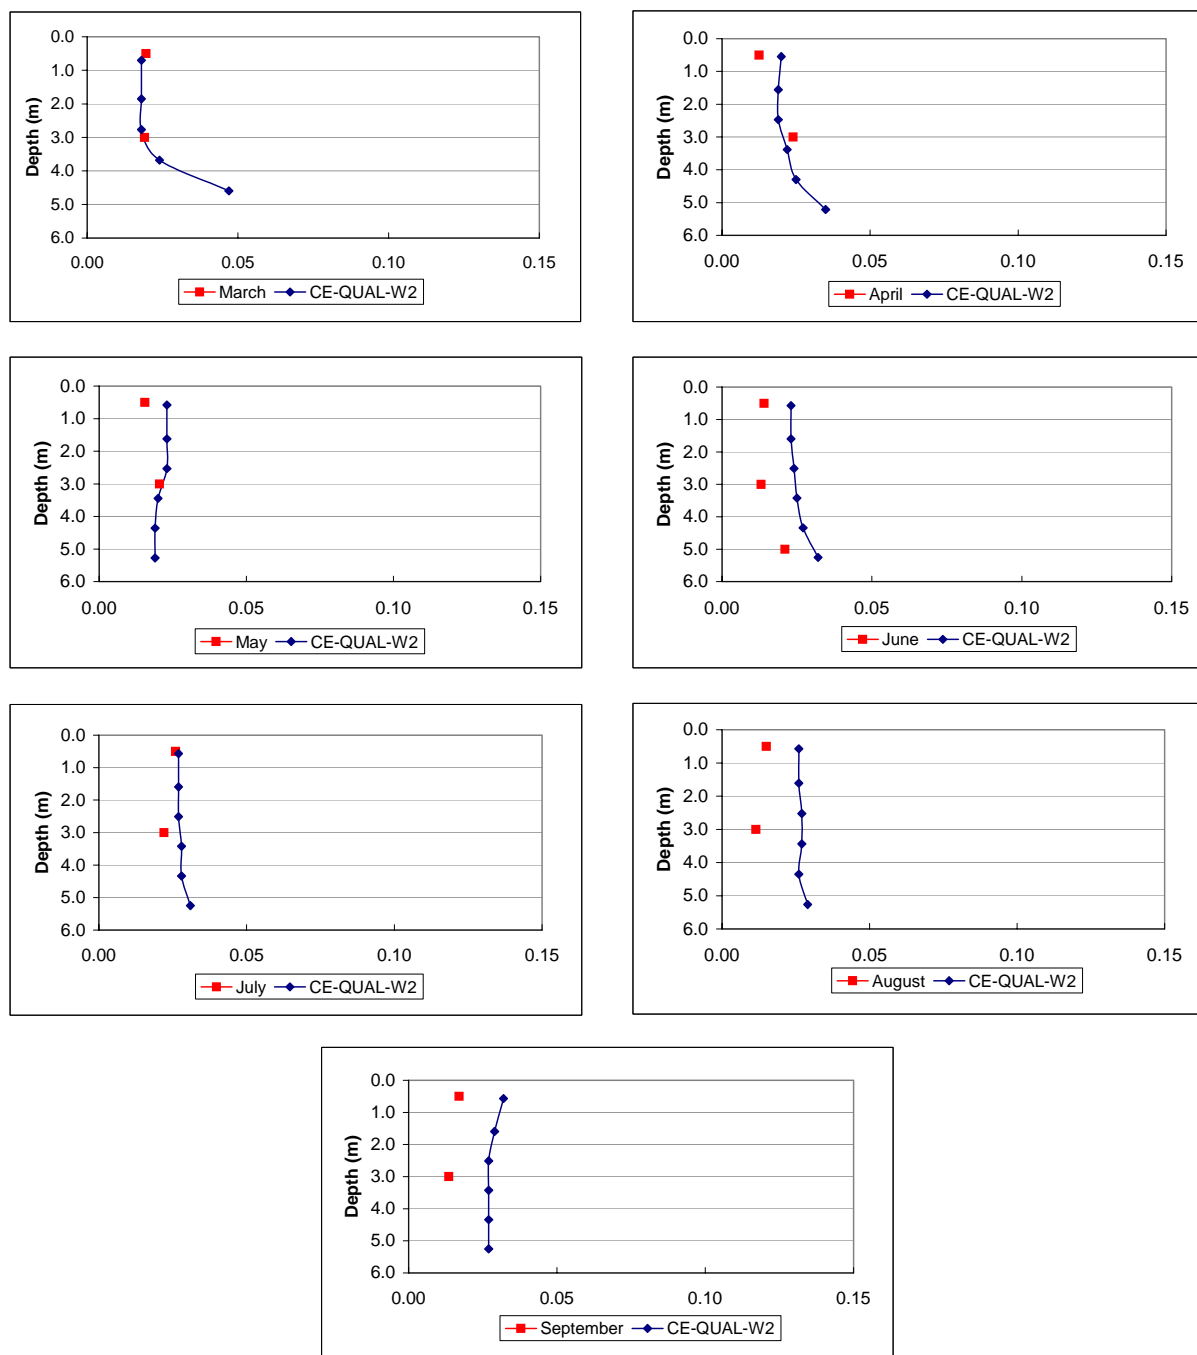 0.0
1.0
2.0
3.0
4.0
5.0
6.0
Depth (m)
0.00 0.05 0.10 0.15
March CE-QUAL-W2
0.0
1.0
2.0
3.0
4.0
5.0
6.0
Depth (m)
0.00 0.05 0.10 0.15
April CE-QUAL-W2
0.0
1.0
2.0
3.0
4.0
5.0
6.0
Depth (m)
0.00 0.05 0.10 0.15
May CE-QUAL-W2
0.0
1.0
2.0
3.0
4.0
5.0
6.0
Depth (m)
0.00 0.05 0.10 0.15
June CE-QUAL-W2
0.0
1.0
2.0
3.0
4.0
5.0
6.0
Depth (m)
0.00 0.05 0.10 0.15
July CE-QUAL-W2
0.0
1.0
2.0
3.0
4.0
5.0
6.0
Depth (m)
0.00 0.05 0.10 0.15
August CE-QUAL-W2
0.0
1.0
2.0
3.0
4.0
5.0
6.0
Depth (m)
0.00 0.05 0.10 0.15
September CE-QUAL-W2